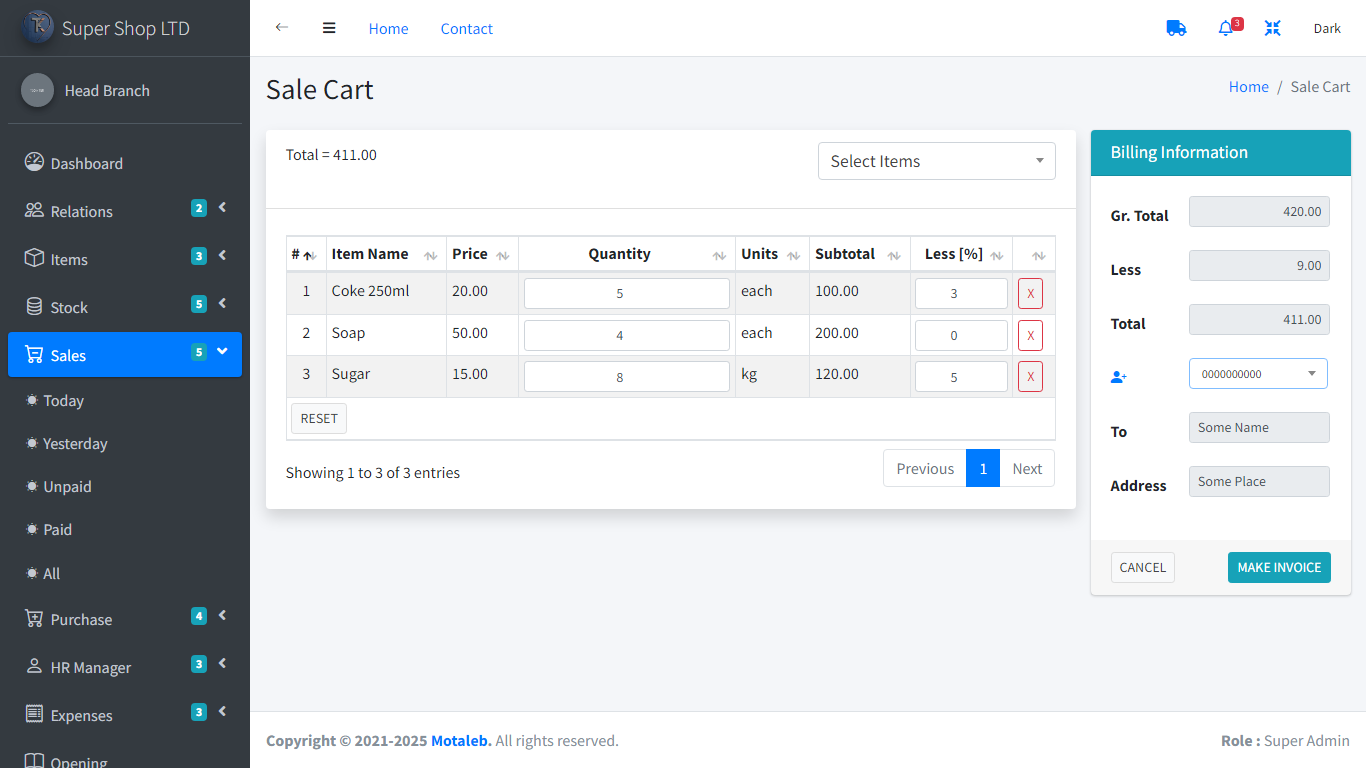 Super Shop LTD
Home Contact 3 Dark
Head Branch
Dashboard
Relations 2
Items 3
Stock 5
Sales 5
Today
Yesterday
Unpaid
Paid
All
Purchase 4
HR Manager 3
Expenses 3
Opening
Sale Cart
Home / Sale Cart
Total = 411.00
Select Items
# Item Name Price Quantity Units Subtotal Less [%]
1 Coke 250ml 20.00 5 each 100.00 3 X
2 Soap 50.00 4 each 200.00 0 X
3 Sugar 15.00 8 kg 120.00 5 X
RESET
Showing 1 to 3 of 3 entries
Previous 1 Next
Billing Information
Gr. Total 420.00
Less 9.00
Total 411.00
0000000000
To Some Name
Address Some Place
CANCEL MAKE INVOICE
Copyright © 2021-2025 Motaleb. All rights reserved.
Role : Super Admin